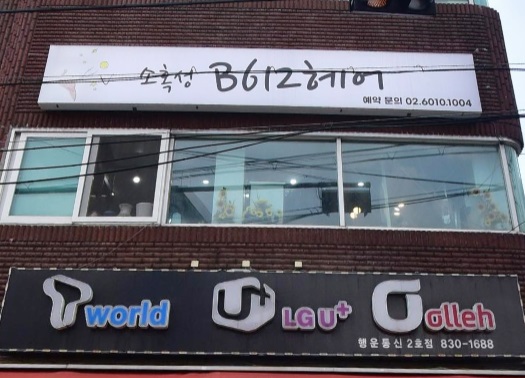 소혹성 B612헤어
예약 문의 02.6010.1004
T world U+ LG U+ olleh
행운통신 2호점 830-1688